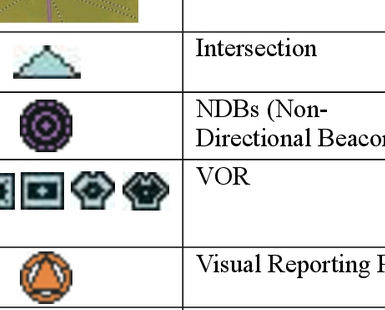 Intersection
NDBs (Non-
Directional Beacon
VOR
Visual Reporting